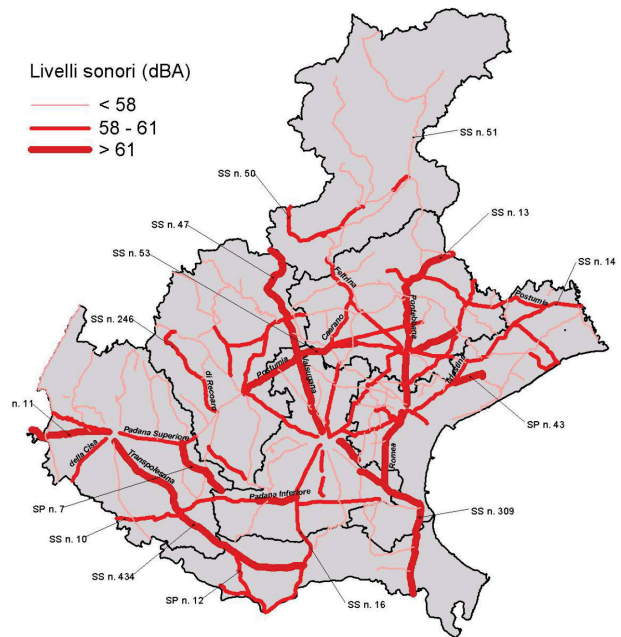 Livelli sonori (dBA)
< 58
58 - 61
> 61
SS n. 51
SS n. 50
SS n. 13
SS n. 47
SS n. 53
SS n. 14
Feltrina
Postumia
SS n. 246
Pontebbana
Caerano
Postumia
Valsugana
di Recoaro
SP n. 43
n. 11
Padana Superiore
della Cisa
Transpolesana
Romea
SP n. 7
Padana Inferiore
SS n. 309
SS n. 10
SS n. 434
SP n. 12
SS n. 16